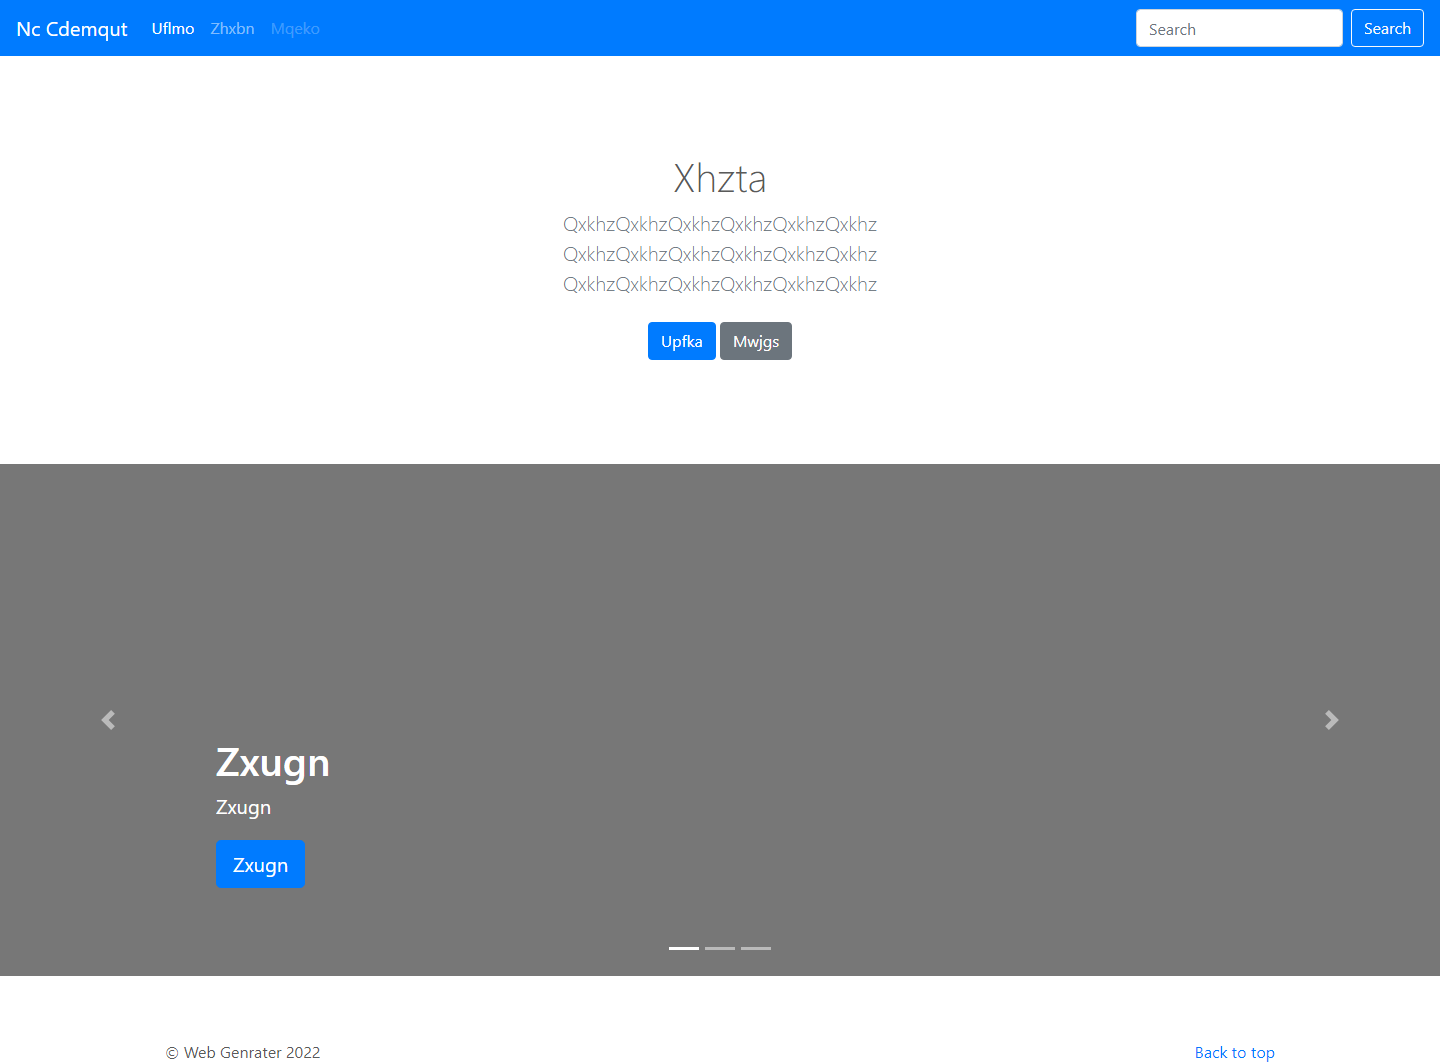 Nc Cdemqut Uflmo Zhxbn Mqeko Search Search
Xhzta
QxkhzQxkhzQxkhzQxkhzQxkhzQxkhz
QxkhzQxkhzQxkhzQxkhzQxkhzQxkhz
QxkhzQxkhzQxkhzQxkhzQxkhzQxkhz
Upfka Mwjgs
Zxugn
Zxugn
Zxugn
© Web Genrater 2022 Back to top